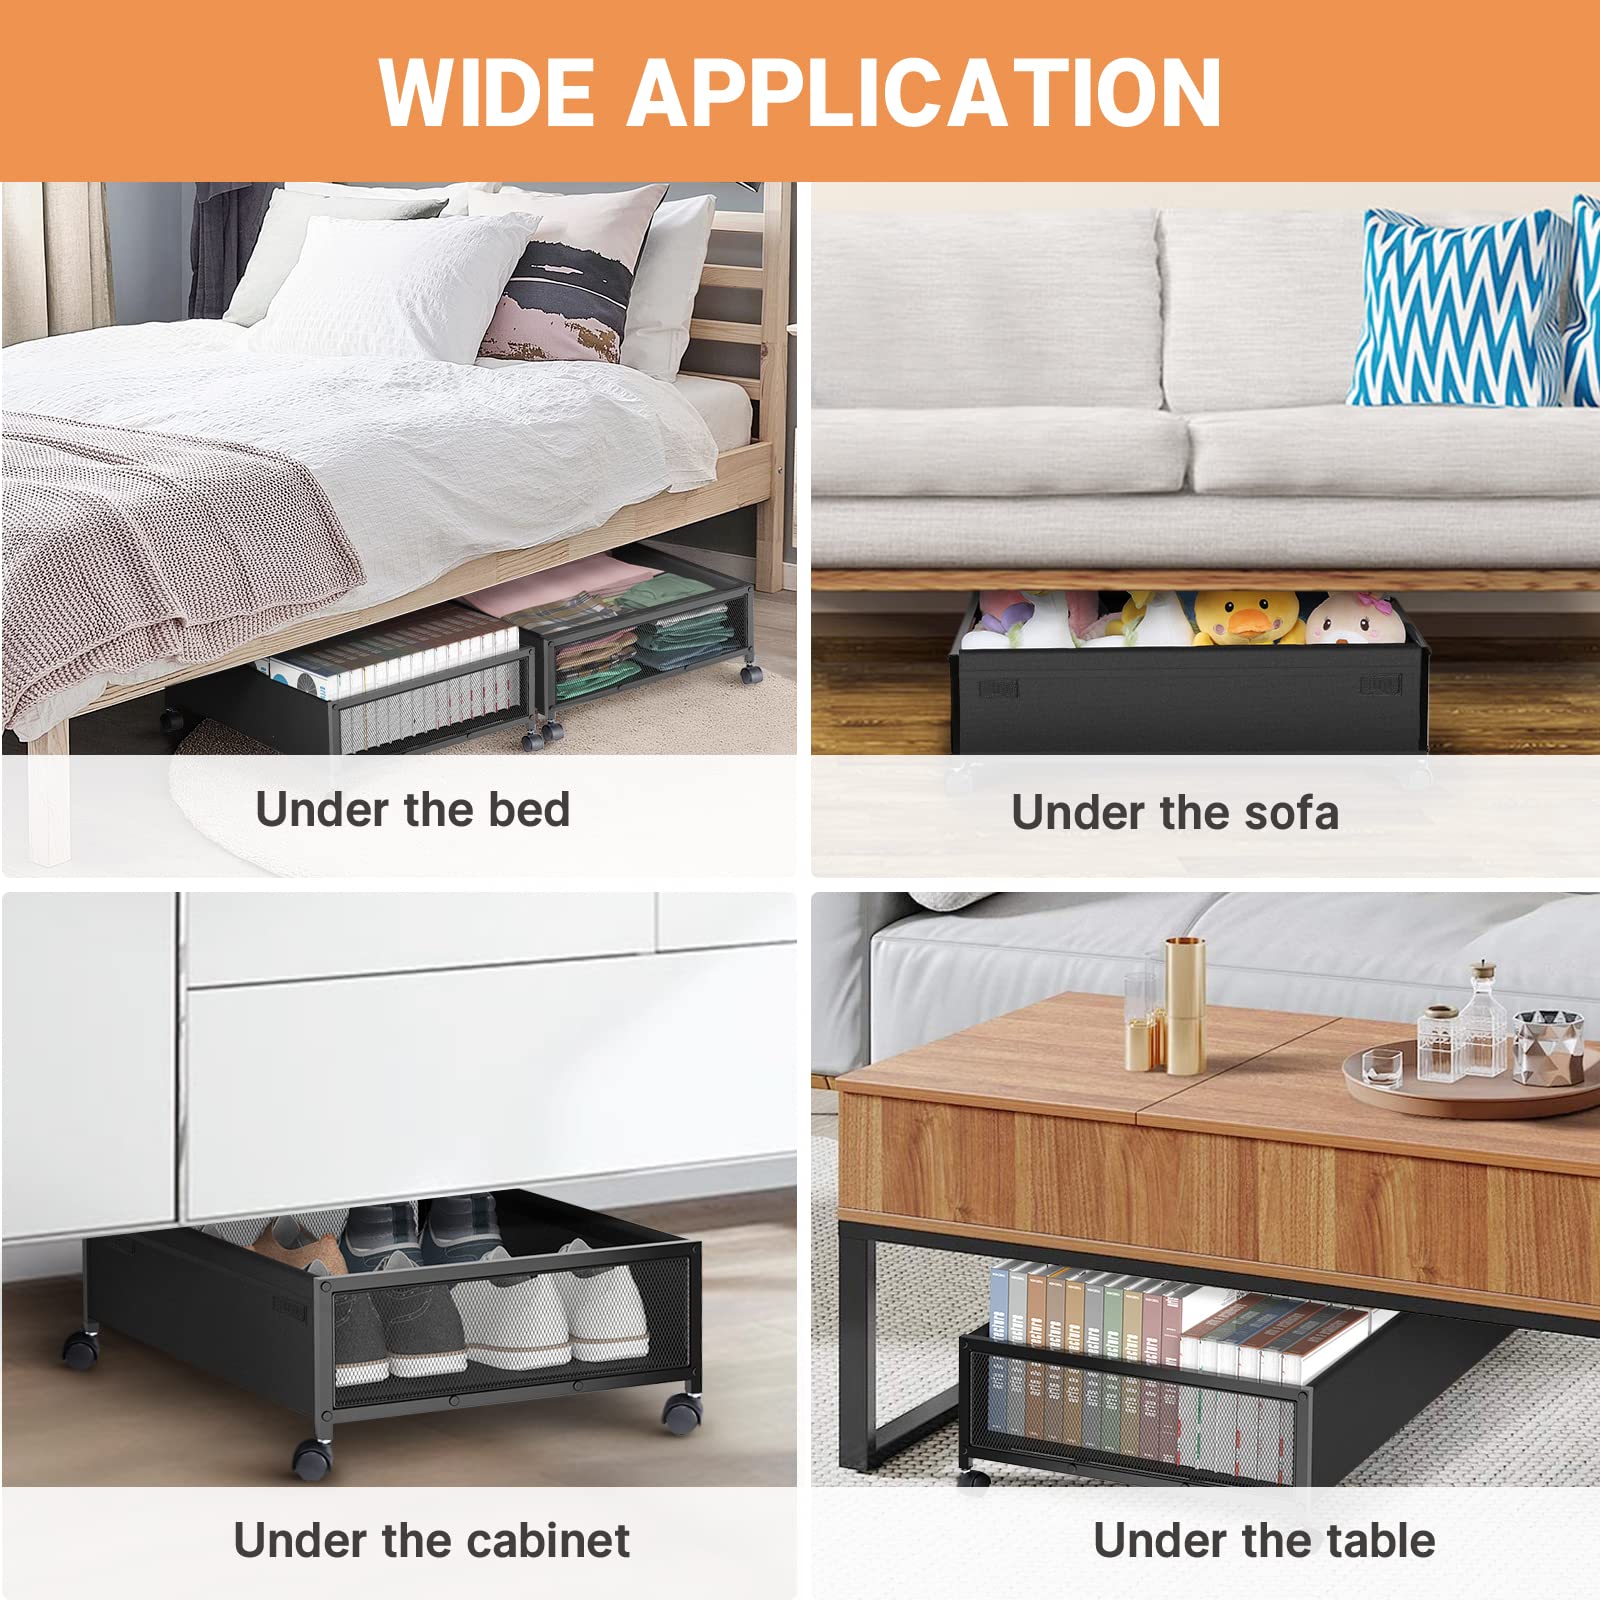 WIDE APPLICATION
Under the bed
Under the sofa
Under the cabinet
Under the table